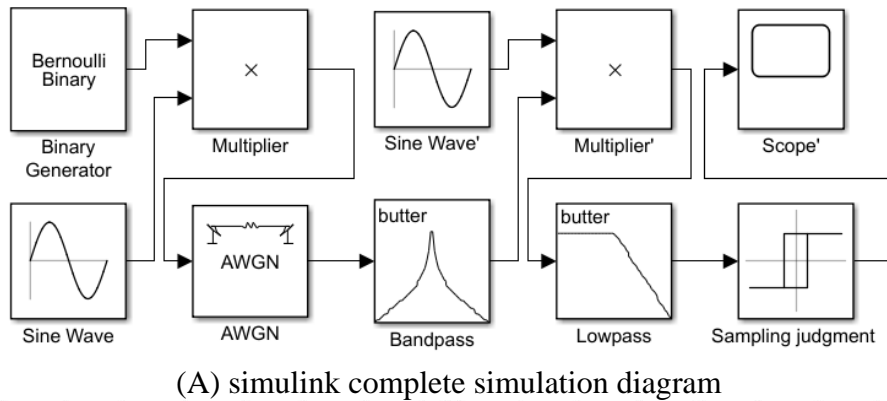 Bernoulli
Binary
×
×
Binary
Generator
Multiplier
Sine Wave'
Multiplier'
Scope'
butter
butter
AWGN
Sine Wave
AWGN
Bandpass
Lowpass
Sampling judgment
(A) simulink complete simulation diagram